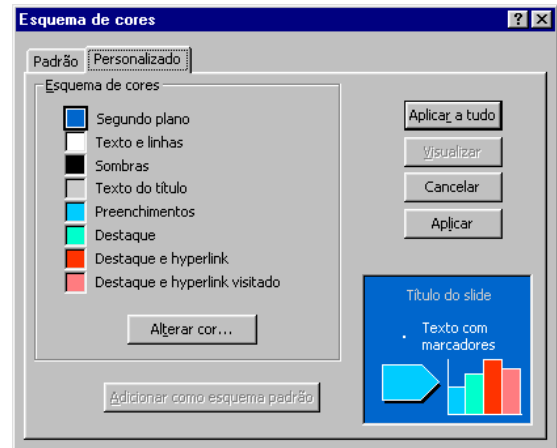 Esquema de cores
Padrão Personalizado
Esquema de cores
Segundo plano
Texto e linhas
Sombras
Texto do título
Preenchimentos
Destaque
Destaque e hyperlink
Destaque e hyperlink visitado
Alterar cor...
Adicionar como esquema padrão
Aplicar a tudo
Visualizar
Cancelar
Aplicar
Título do slide
Texto com
marcadores